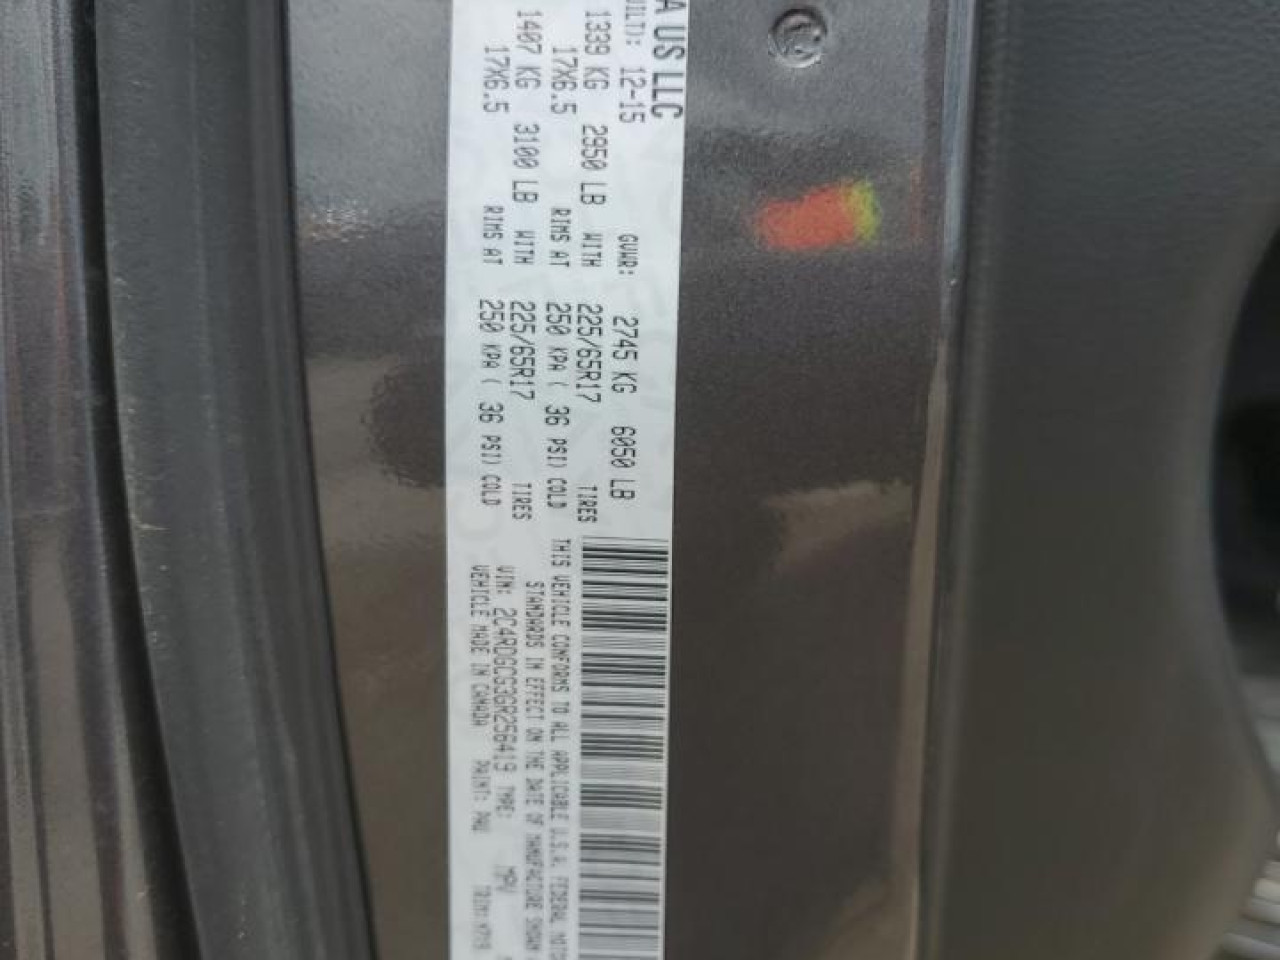 A US LLC
UILT): 12-15 GVWR: 2745 KG 6050 LB
1339 KG 2950 LB WITH 225/65R17 TIRES
17X6.5 RIMS AT 250 KPA ( 36 PSI) COLD
1407 KG 3100 LB WITH 225/65R17 TIRES
17X6.5 RIMS AT 250 KPA ( 36 PSI) COLD
THIS VEHICLE CONFORMS TO ALL APPLICABLE U.S.A. FEDERAL MOTOR
STANDARDS IN EFFECT ON THE DATE OF MANUFACTURE SHOWN
VIN: 2C4RDGCG3GR256419 TYPE: MPV
VEHICLE MADE IN CANADA PAINT: PAU TRIM: